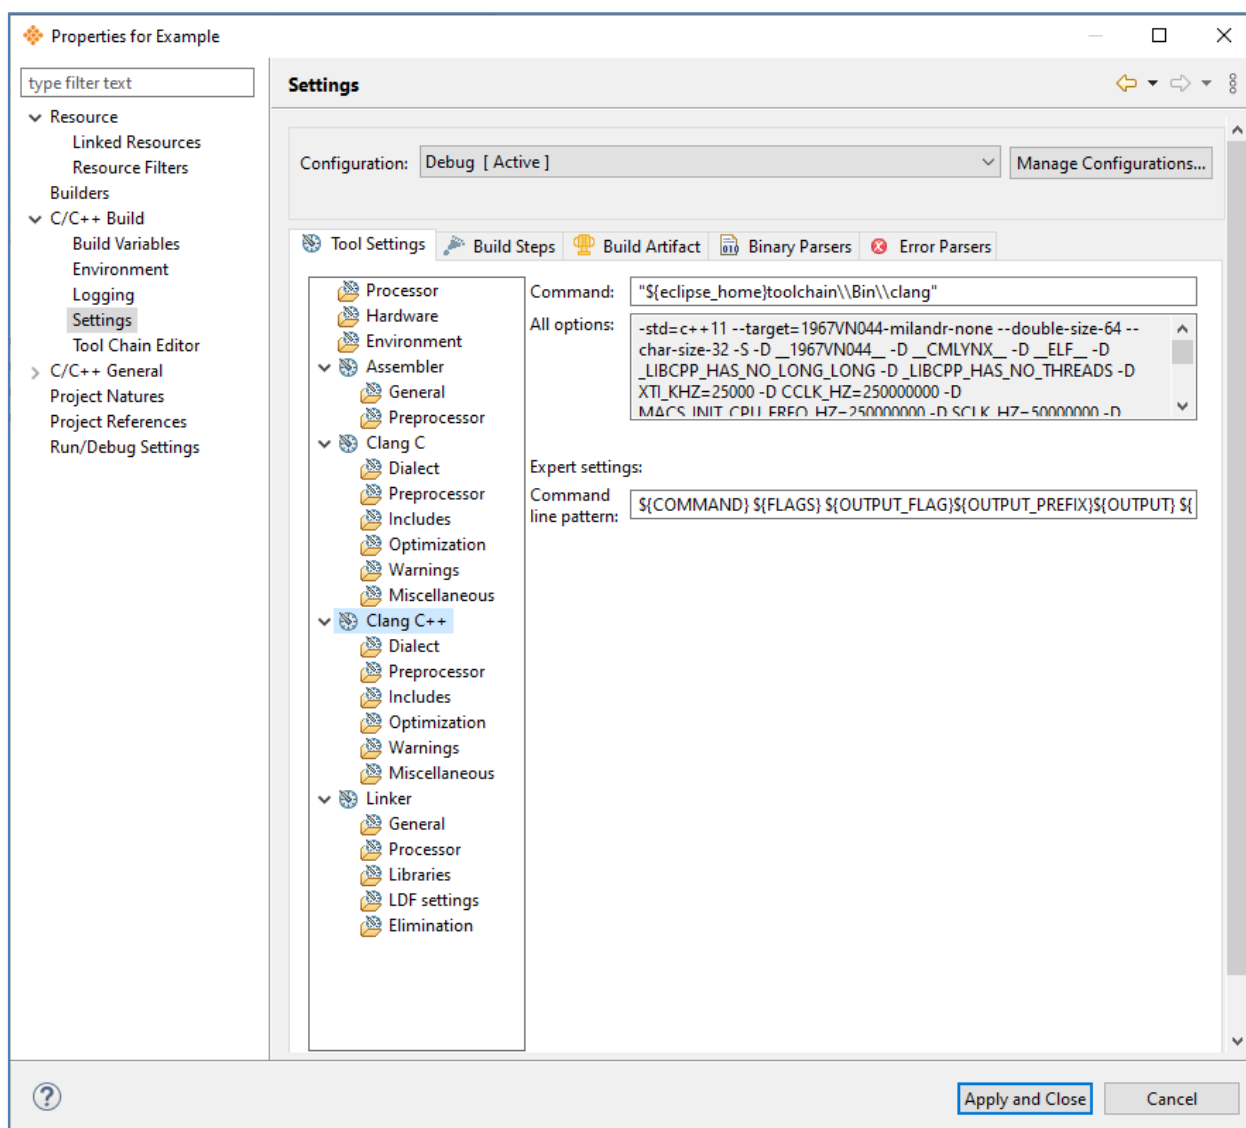 Properties for Example
type filter text
Resource
Linked Resources
Resource Filters
Builders
C/C++ Build
Build Variables
Environment
Logging
Settings
Tool Chain Editor
C/C++ General
Project Natures
Project References
Run/Debug Settings
Settings
Configuration: Debug [ Active ] Manage Configurations...
Tool Settings Build Steps Build Artifact Binary Parsers Error Parsers
Processor
Hardware
Environment
Assembler
General
Preprocessor
Clang C
Dialect
Preprocessor
Includes
Optimization
Warnings
Miscellaneous
Clang C++
Dialect
Preprocessor
Includes
Optimization
Warnings
Miscellaneous
Linker
General
Processor
Libraries
LDF settings
Elimination
Command: "${eclipse_home}toolchain\\Bin\\clang"
All options: -std=c++11 --target=1967VN044-milandr-none --double-size-64 --
char-size-32 -S -D __1967VN044__ -D __CMLYNX__ -D __ELF__ -D
_LIBCPP_HAS_NO_LONG_LONG -D _LIBCPP_HAS_NO_THREADS -D
XTI_KHZ=25000 -D CCLK_HZ=250000000 -D
MACS_INIT_CPU_FREQ_HZ=250000000 -D SCLK_HZ=50000000 -D
Expert settings:
Command
line pattern: ${COMMAND} ${FLAGS} ${OUTPUT_FLAG}${OUTPUT_PREFIX}${OUTPUT} ${
Apply and Close Cancel